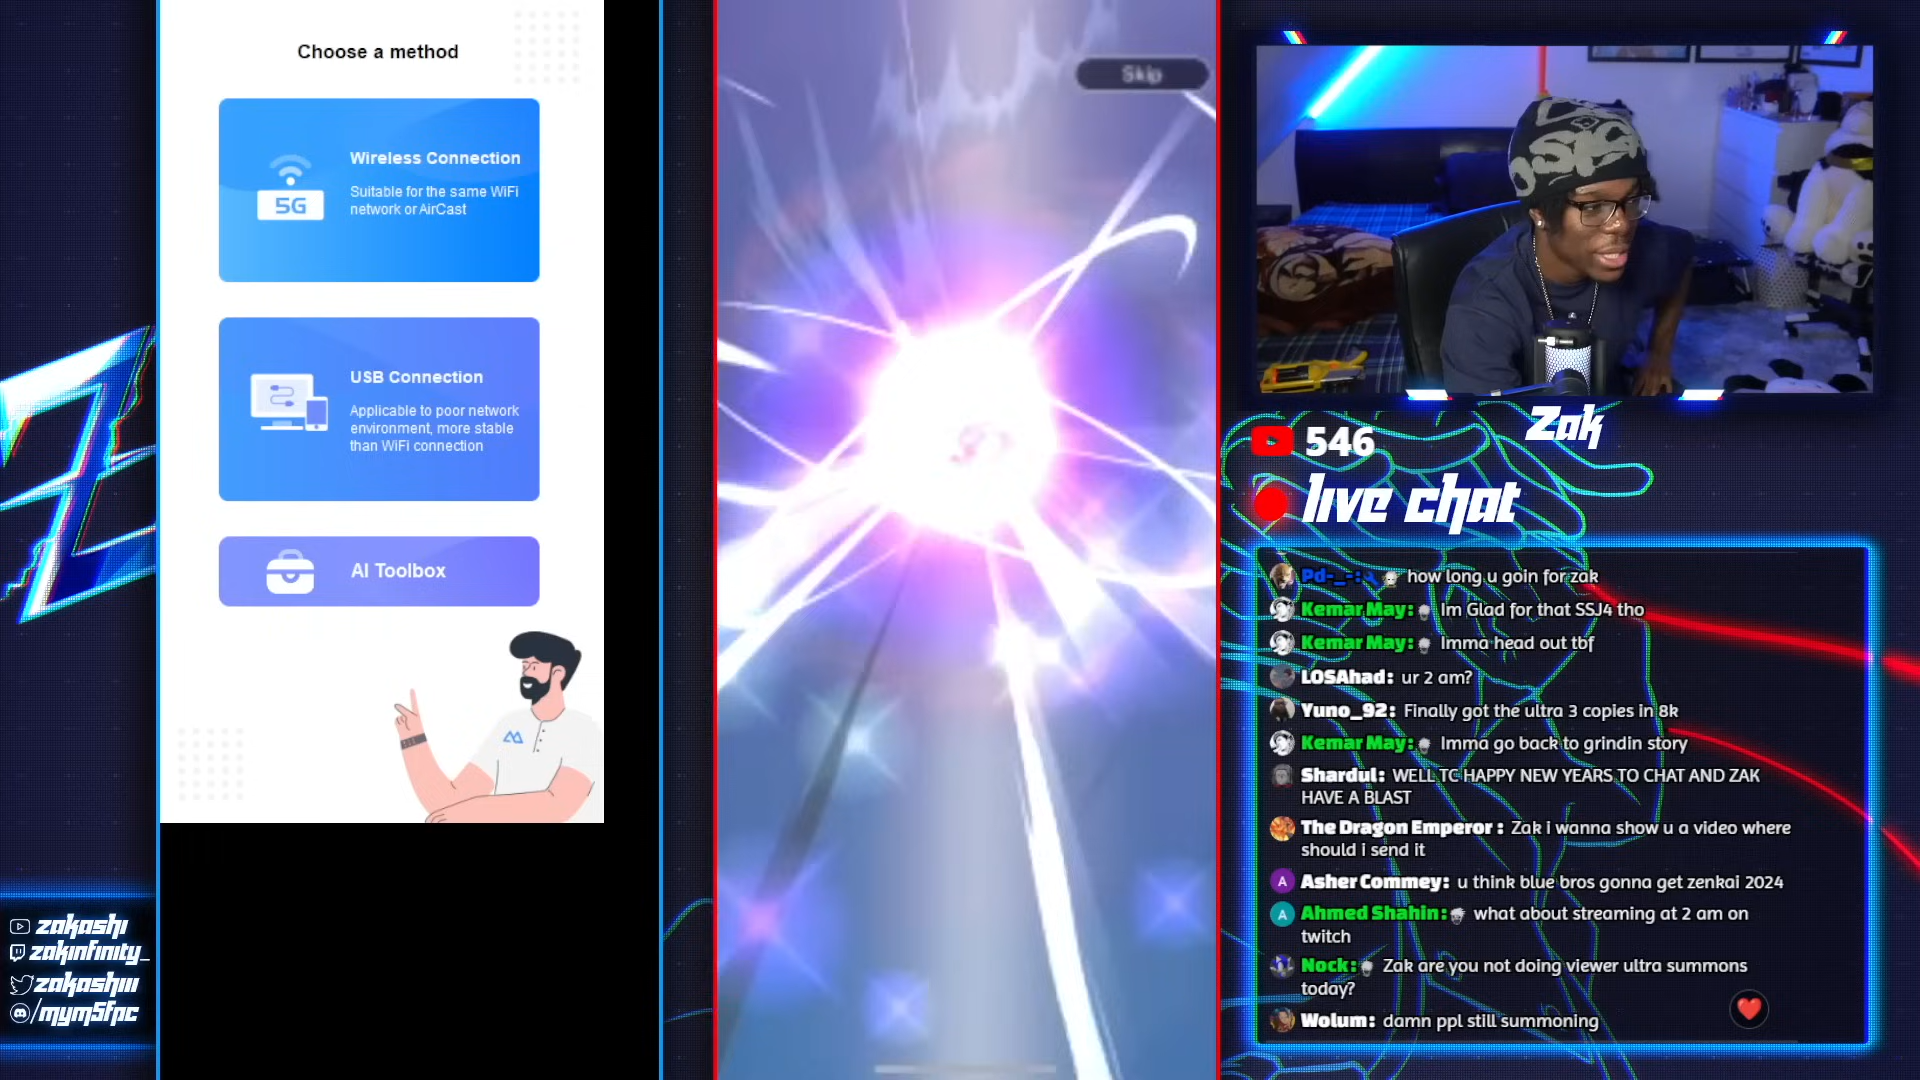 Choose a method
Wireless Connection
Suitable for the same WiFi
network or AirCast
5G
USB Connection
Applicable to poor network
environment, more stable
than WiFi connection
AI Toolbox
zakashi
zakinfinity_
zakashiii
/mym5fpc
Skip
Zak
546
live chat
Pd-_-: how long u goin for zak
Kemar May: Im Glad for that SSJ4 tho
Kemar May: Imma head out tbf
LOSAhad: ur 2 am?
Yuno_92: Finally got the ultra 3 copies in 8k
Kemar May: Imma go back to grindin story
Shardul: WELL TC HAPPY NEW YEARS TO CHAT AND ZAK
HAVE A BLAST
The Dragon Emperor : Zak i wanna show u a video where
should i send it
A Asher Commey: u think blue bros gonna get zenkai 2024
A Ahmed Shahin: what about streaming at 2 am on
twitch
Nock: Zak are you not doing viewer ultra summons
today?
Wolum: damn ppl still summoning